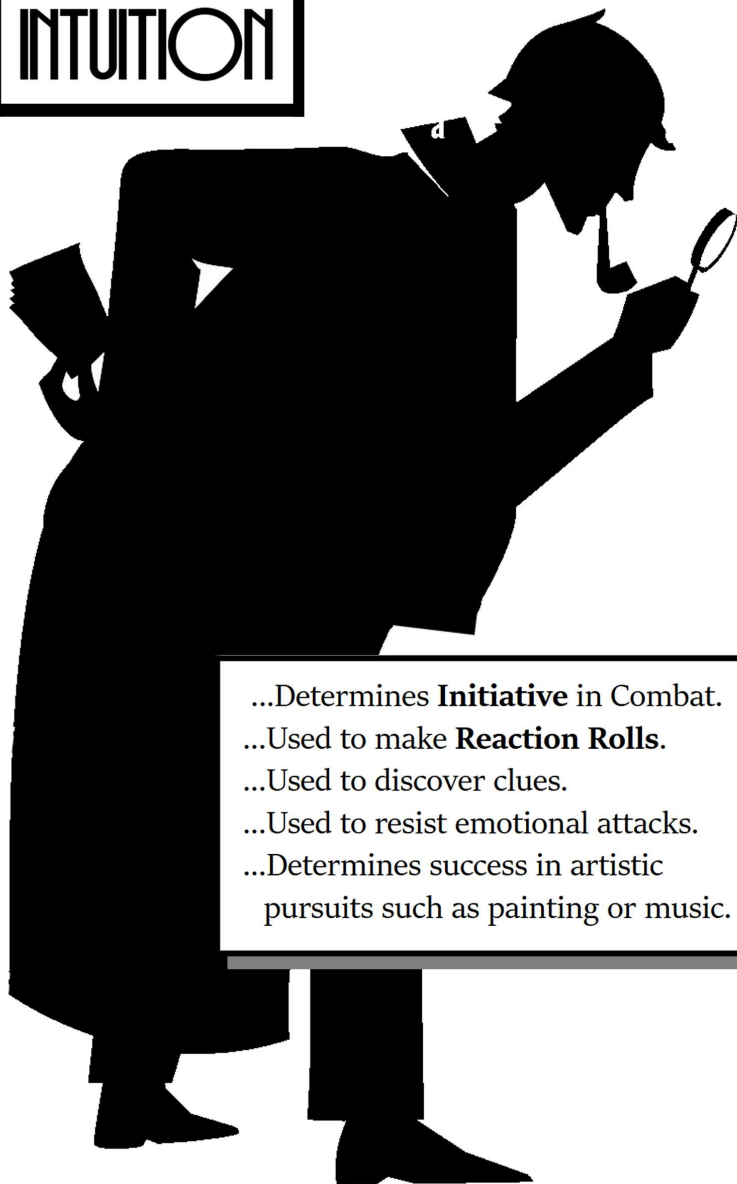 INTUITION
a
...Determines Initiative in Combat.
...Used to make Reaction Rolls.
...Used to discover clues.
...Used to resist emotional attacks.
...Determines success in artistic
pursuits such as painting or music.